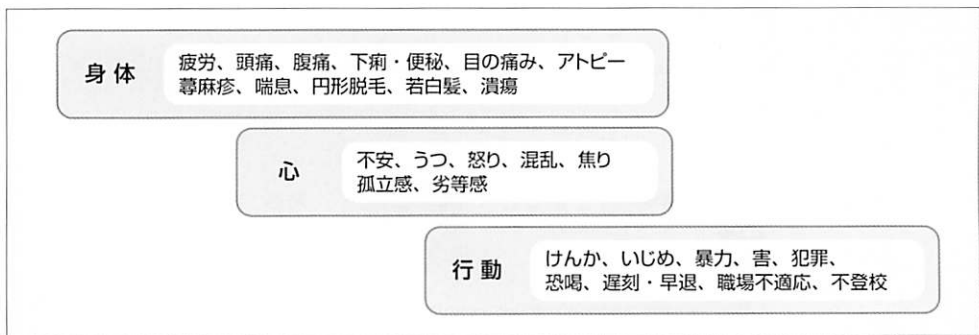 身体
疲労、頭痛、腹痛、下痢・便秘、目の痛み、アトピー
蕁麻疹、喘息、円形脱毛、若白髪、潰瘍
心
不安、うつ、怒り、混乱、焦り
孤立感、劣等感
行動
けんか、いじめ、暴力、害、犯罪、
恐喝、遅刻・早退、職場不適応、不登校